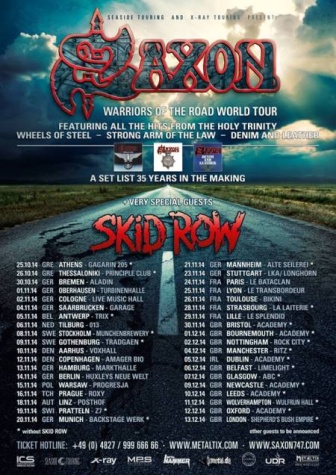 SEASIDE TOURING AND X-RAY TOURING PRESENT
SAXON
WARRIORS OF THE ROAD WORLD TOUR
FEATURING ALL THE HITS FROM THE HOLY TRINITY
WHEELS OF STEEL - STRONG ARM OF THE LAW - DENIM AND LEATHER
A SET LIST 35 YEARS IN THE MAKING
*VERY SPECIAL GUESTS
SKID ROW
25.10.14 GRE ATHENS - GAGARIN 205 *
26.10.14 GRE THESSALONIKI - PRINCIPLE CLUB *
30.10.14 GER BREMEN - ALADIN
01.11.14 GER OBERHAUSEN - TURBINENHALLE
02.11.14 GER COLOGNE - LIVE MUSIC HALL
04.11.14 GER SAARBRUCKEN - GARAGE
05.11.14 BEL ANTWERP - TRIX *
06.11.14 NED TILBURG - 013
08.11.14 SWE STOCKHOLM - MUNCHENBREWERY *
09.11.14 SWE GOTHENBURG - TRADGAEN *
10.11.14 DEN AARHUS - VOXHALL
12.11.14 DEN COPENHAGEN - AMAGER BIO
13.11.14 GER HAMBURG - MARKTHALLE
14.11.14 GER BERLIN - HUXLEYS NEUE WELT
15.11.14 POL WARSAW - PROGRESJA
16.11.14 TCH PRAGUE - ROXY
18.11.14 AUT LINZ - POSTHOF
19.11.14 SWI PRATTELN - Z7 *
20.11.14 GER MUNICH - BACKSTAGE WERK *
21.11.14 GER MANNHEIM - ALTE SEILEREI *
23.11.14 GER STUTTGART - LKA/LONGHORN
24.11.14 FRA PARIS - LE BATACLAN
25.11.14 FRA LYON - LE TRANSBORDEUR
26.11.14 FRA TOULOUSE - BIKINI
28.11.14 FRA STRASBOURG - LA LAITERIE *
29.11.14 FRA LILLE - LE SPLENDID
30.11.14 GBR BRISTOL - ACADEMY *
01.12.14 GBR BOURNEMOUTH - ACADEMY *
02.12.14 GBR NOTTINGHAM - ROCK CITY *
04.12.14 GBR MANCHESTER - RITZ *
05.12.14 IRL DUBLIN - ACADEMY *
06.12.14 GBR BELFAST - LIMELIGHT *
08.12.14 GBR GLASGOW - ABC *
09.12.14 GBR NEWCASTLE - ACADEMY *
10.12.14 GBR LEEDS - ACADEMY *
11.12.14 GBR WOLVERHAMPTON - WULFRUN HALL *
12.12.14 GBR OXFORD - ACADEMY *
13.12.14 GBR LONDON - SHEPHERD'S BUSH EMPIRE *
*without SKID ROW
other guests to be announced
TICKET HOTLINE: +49 (0) 4827 / 999 666 66 - WWW.METALTIX.COM - WWW.SAXON747.COM
ICS
x-ray
MPS
HAMMER
metal.de
UDR